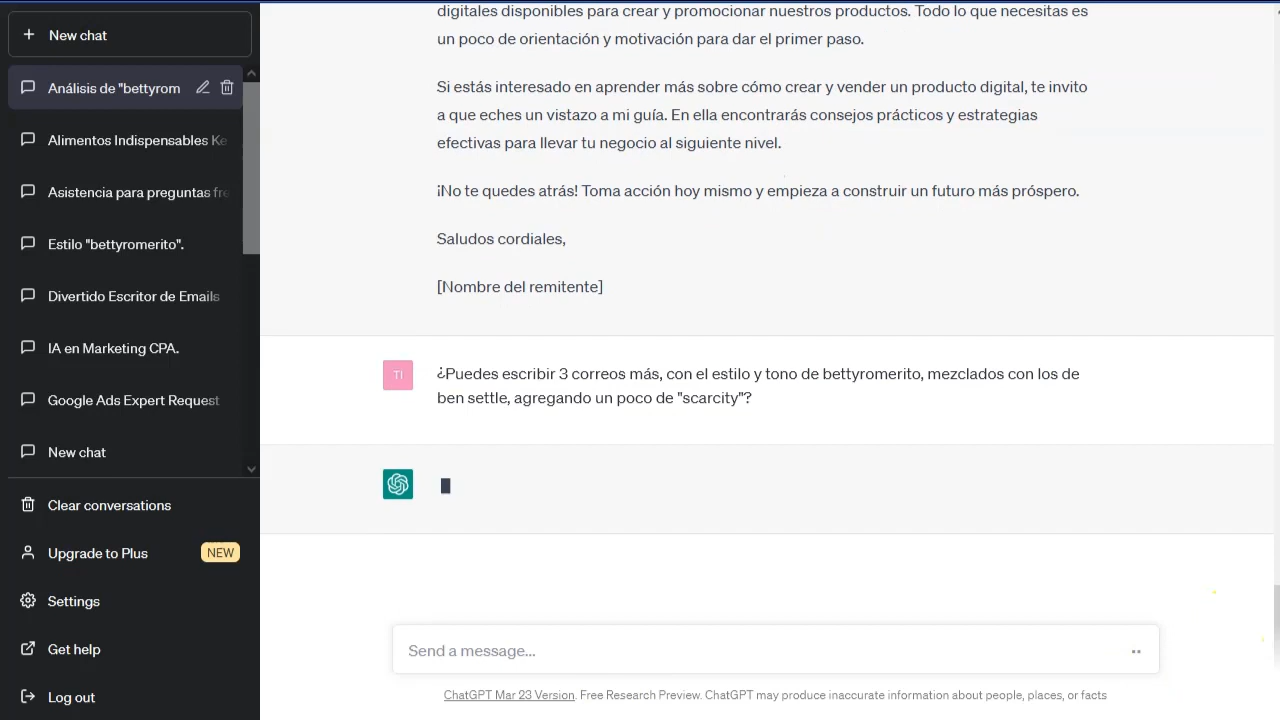 New chat
Análisis de "bettyrom
Alimentos Indispensables Ke
Asistencia para preguntas fre
Estilo "bettyromerito".
Divertido Escritor de Emails
IA en Marketing CPA.
Google Ads Expert Request
New chat
Clear conversations
Upgrade to Plus NEW
Settings
Get help
Log out
digitales disponibles para crear y promocionar nuestros productos. Todo lo que necesitas es
un poco de orientación y motivación para dar el primer paso.
Si estás interesado en aprender más sobre cómo crear y vender un producto digital, te invito
a que eches un vistazo a mi guía. En ella encontrarás consejos prácticos y estrategias
efectivas para llevar tu negocio al siguiente nivel.
¡No te quedes atrás! Toma acción hoy mismo y empieza a construir un futuro más próspero.
Saludos cordiales,
[Nombre del remitente]
TI
¿Puedes escribir 3 correos más, con el estilo y tono de bettyromerito, mezclados con los de
ben settle, agregando un poco de "scarcity"?
Send a message...
ChatGPT Mar 23 Version. Free Research Preview. ChatGPT may produce inaccurate information about people, places, or facts